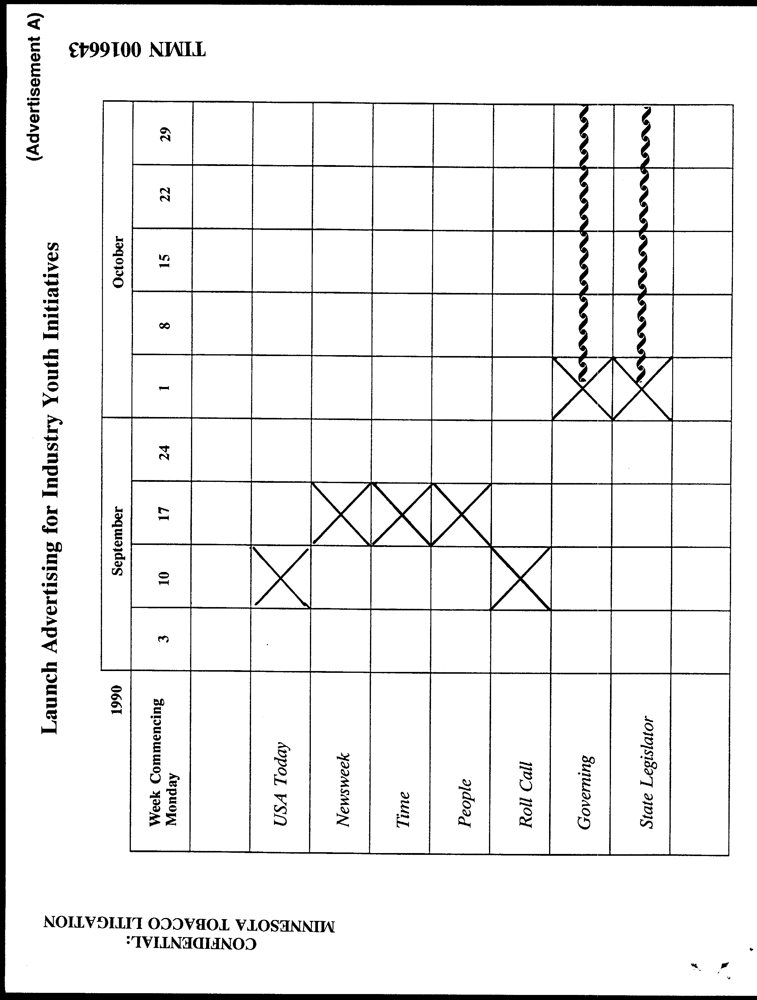 (Advertisement A)
Launch Advertising for Industry Youth Initiatives
1990 September October
Week Commencing
Monday
3 10 17 24 1 8 15 22 29
USA Today
Newsweek
Time
People
Roll Call
Governing
State Legislator
TIMN 0016643
CONFIDENTIAL:
MINNESOTA TOBACCO LITIGATION